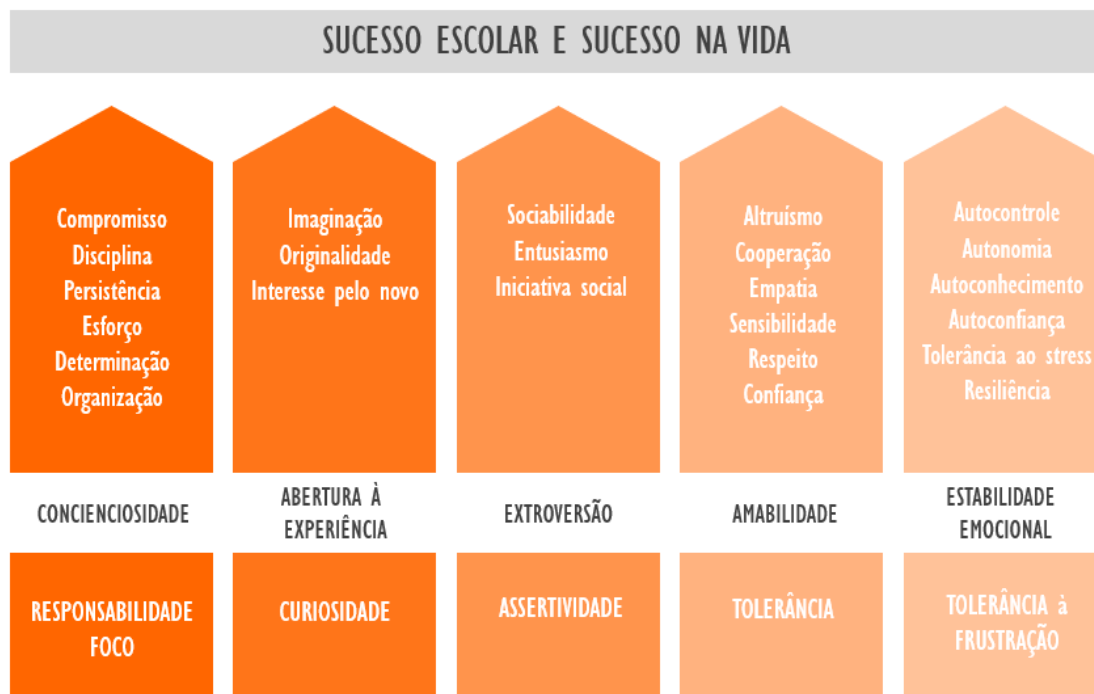 SUCESSO ESCOLAR E SUCESSO NA VIDA
Compromisso
Disciplina
Persistência
Esforço
Determinação
Organização
Imaginação
Originalidade
Interesse pelo novo
Sociabilidade
Entusiasmo
Iniciativa social
Altruísmo
Cooperação
Empatia
Sensibilidade
Respeito
Confiança
Autocontrole
Autonomia
Autoconhecimento
Autoconfiança
Tolerância ao stress
Resiliência
CONCIENCIOSIDADE
ABERTURA À
EXPERIÊNCIA
EXTROVERSÃO
AMABILIDADE
ESTABILIDADE
EMOCIONAL
RESPONSABILIDADE
FOCO
CURIOSIDADE
ASSERTIVIDADE
TOLERÂNCIA
TOLERÂNCIA à
FRUSTRAÇÃO